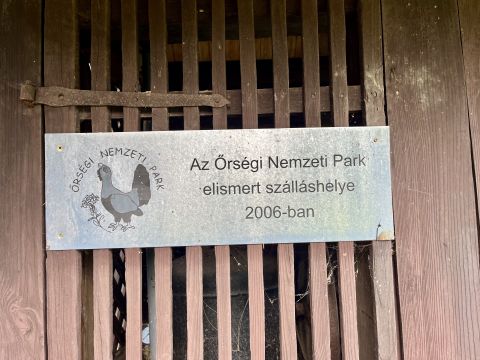 ŐRSÉGI NEMZETI PARK
Az Őrségi Nemzeti Park
elismert szálláshelye
2006-ban